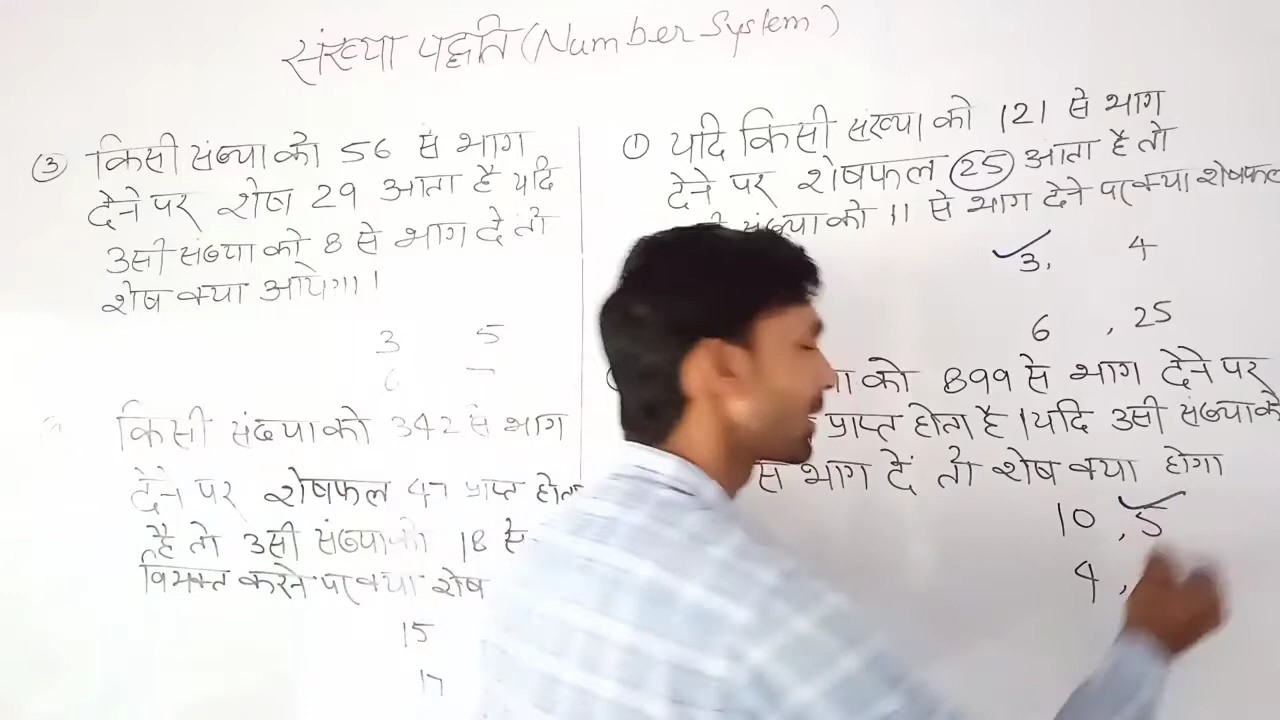 संख्या पद्धति (Number System)
① यदि किसी संख्या को 121 से भाग
देने पर शेषफल 25 आता है तो
संख्या को 11 से भाग देने पर क्या शेषफल
3, 4
6, 25
को 899 से भाग देने पर
प्राप्त होता है। यदि उसी संख्या को
से भाग दें तो शेष क्या होगा
10, 5
4,
③ किसी संख्या को 56 से भाग
देने पर शेष 29 आता है यदि
उसी संख्या को 8 से भाग दें तो
शेष क्या आयेगा।
3 5
किसी संख्या को 342 से भाग
देने पर शेषफल 47 प्राप्त होता
है तो उसी संख्या को 18 से
विभक्त करने पर क्या शेष
15
17